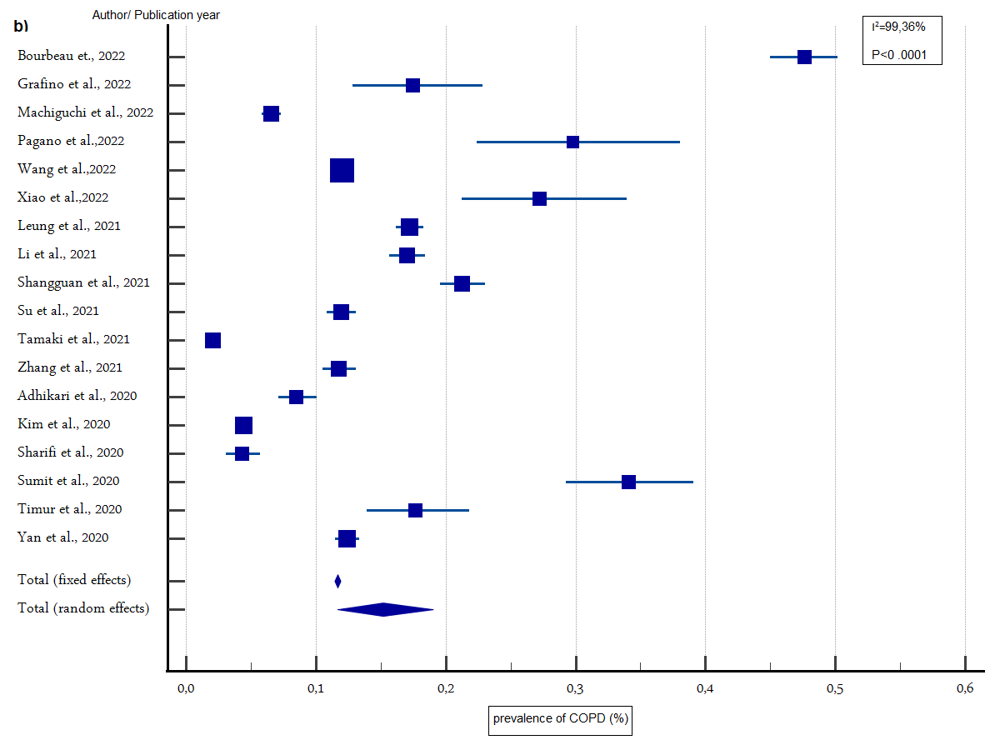 Author/ Publication year
b)
I²=99,36%
P<0 .0001
Bourbeau et., 2022
Grafino et al., 2022
Machiguchi et al., 2022
Pagano et al.,2022
Wang et al.,2022
Xiao et al.,2022
Leung et al., 2021
Li et al., 2021
Shangguan et al., 2021
Su et al., 2021
Tamaki et al., 2021
Zhang et al., 2021
Adhikari et al., 2020
Kim et al., 2020
Sharifi et al., 2020
Sumit et al., 2020
Timur et al., 2020
Yan et al., 2020
Total (fixed effects)
Total (random effects)
0,0 0,1 0,2 0,3 0,4 0,5 0,6
prevalence of COPD (%)